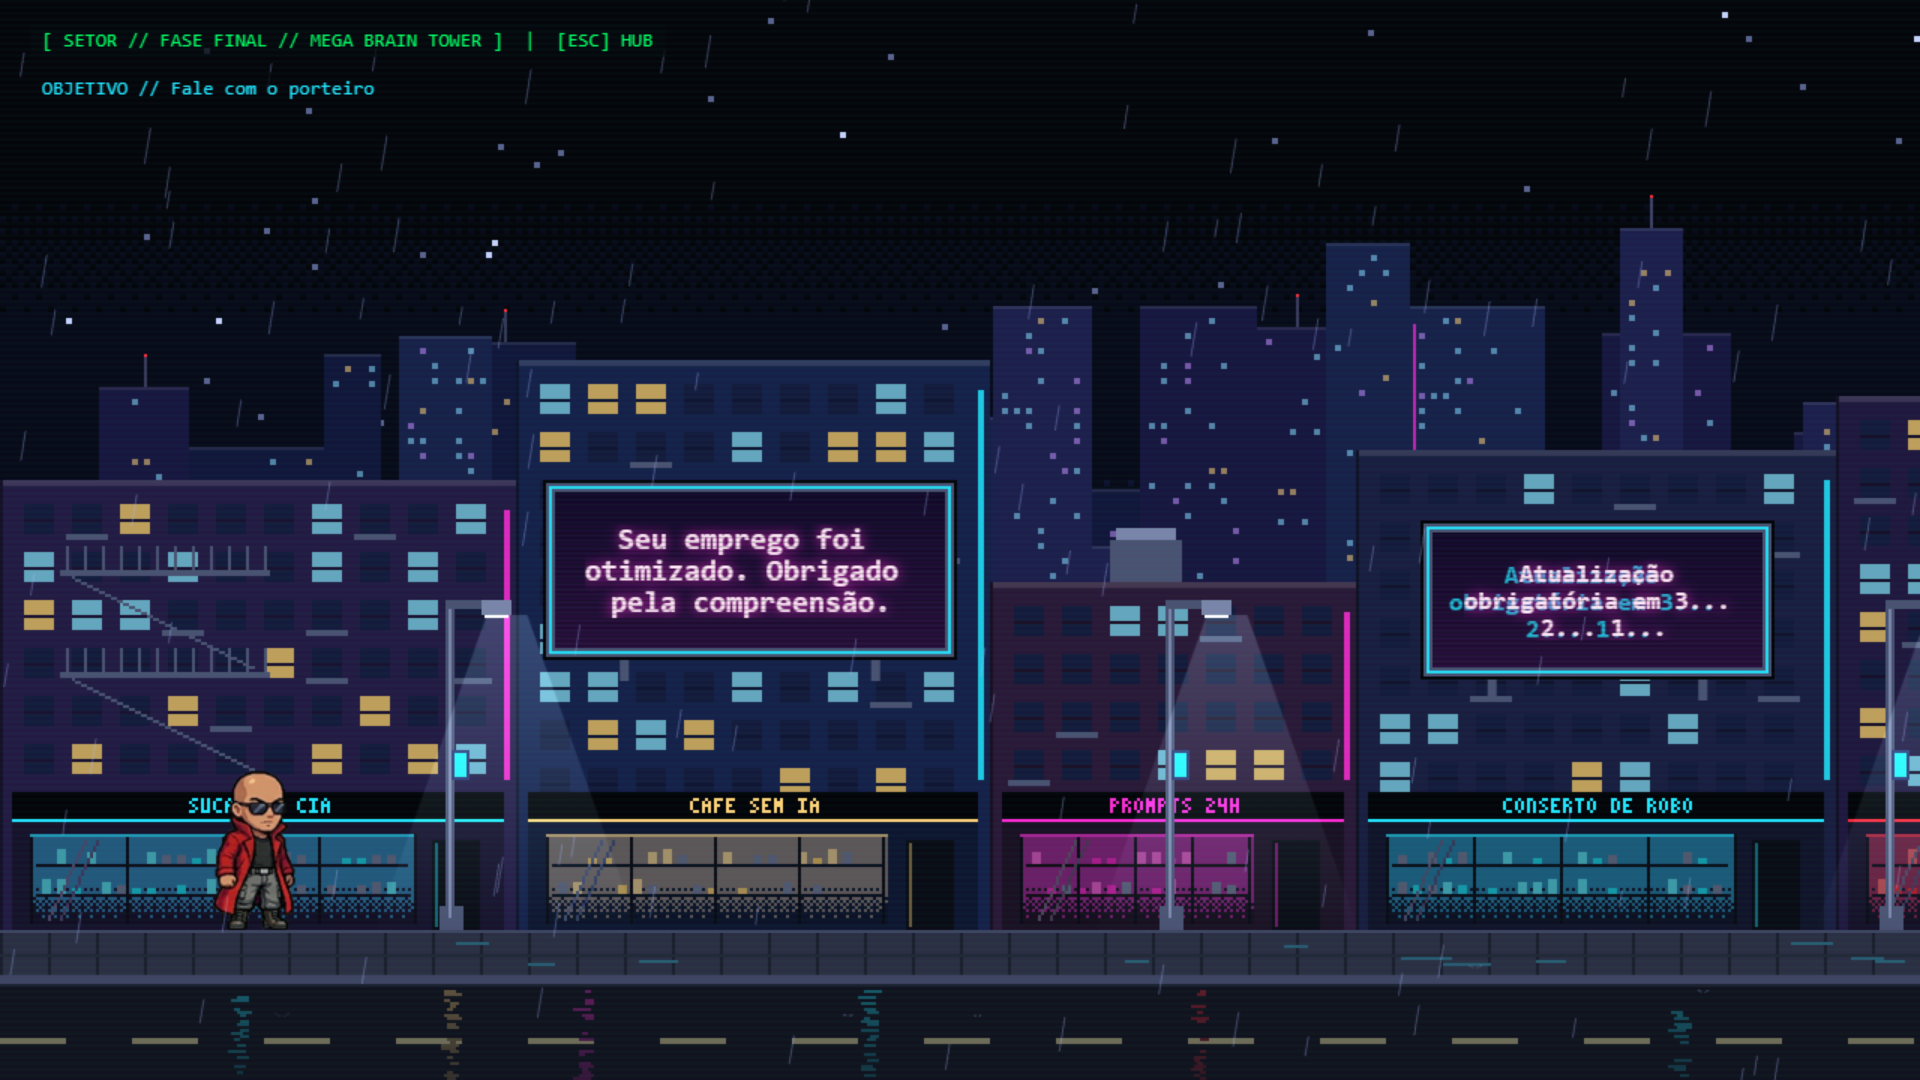 [ SETOR // FASE FINAL // MEGA BRAIN TOWER ] | [ESC] HUB
OBJETIVO // Fale com o porteiro
Seu emprego foi
otimizado. Obrigado
pela compreensão.
Atualização
obrigatória em 3...
2...1...
CIA
CAFE SEM IA
PROMPTS 24H
CONSERTO DE ROBO